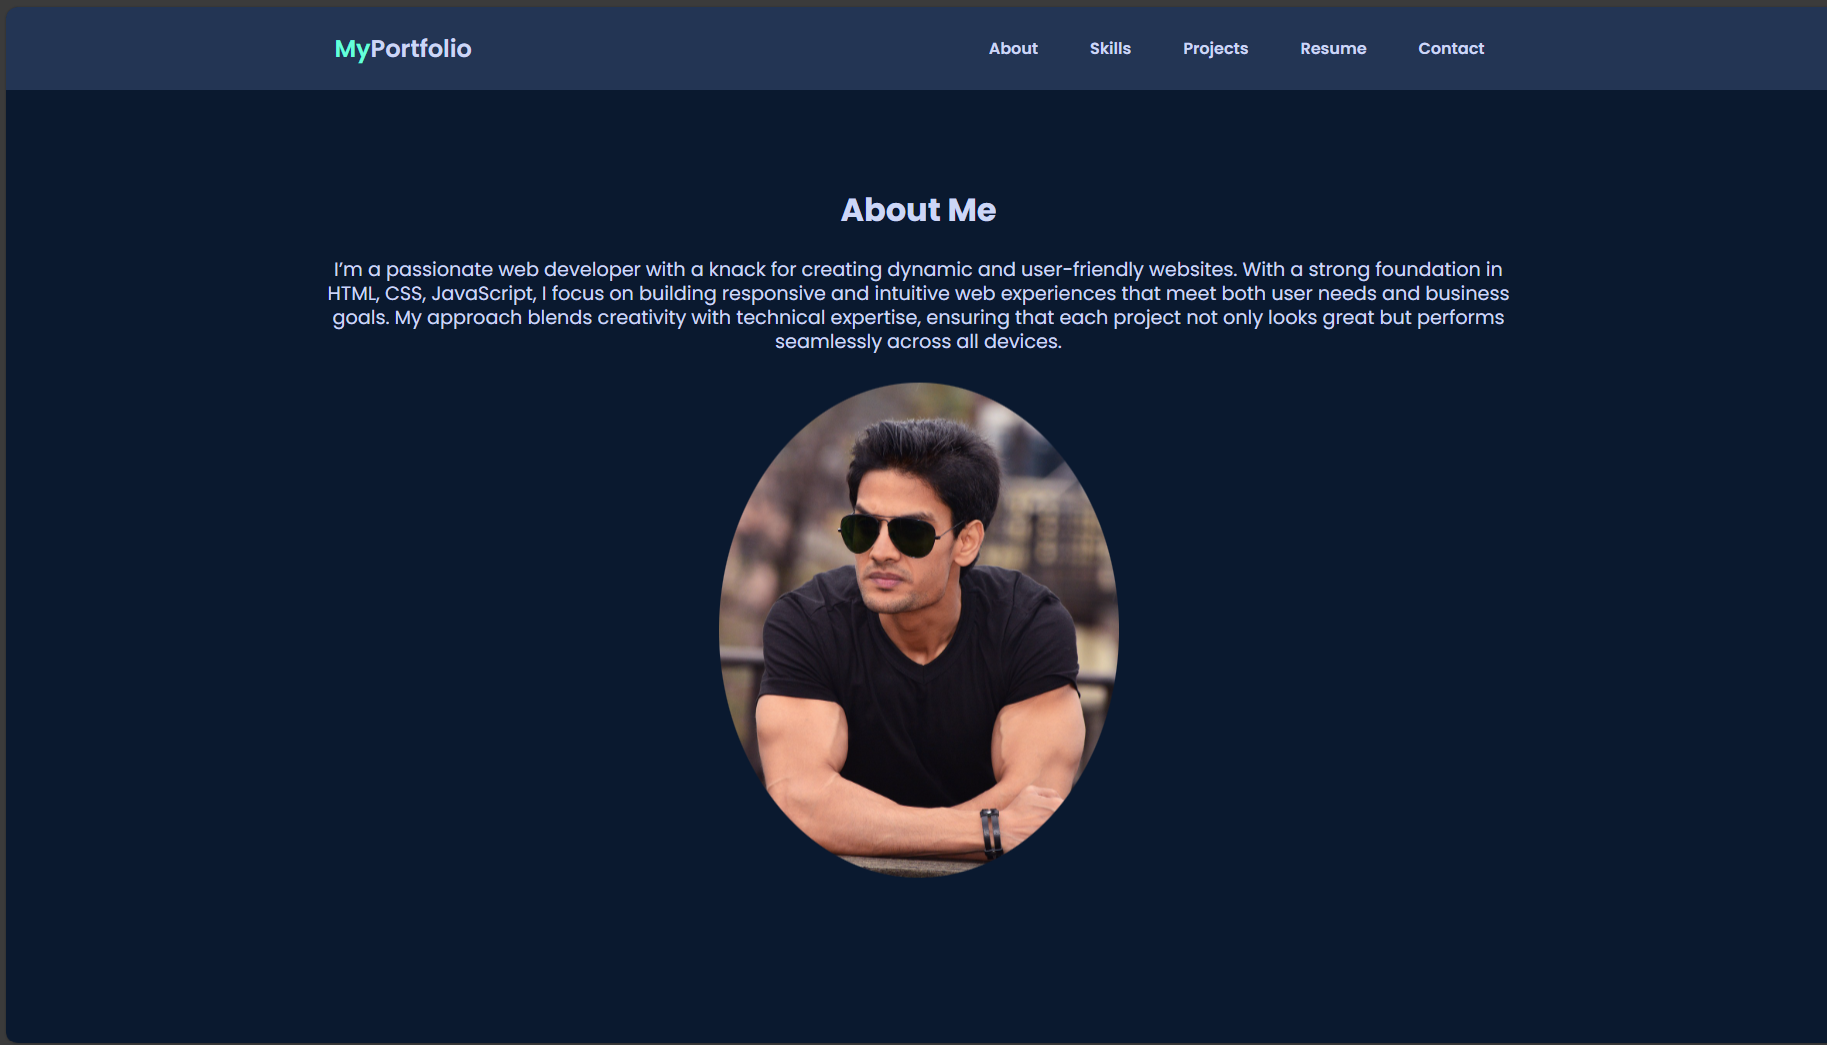 MyPortfolio
About
Skills
Projects
Resume
Contact
About Me
I’m a passionate web developer with a knack for creating dynamic and user-friendly websites. With a strong foundation in
HTML, CSS, JavaScript, I focus on building responsive and intuitive web experiences that meet both user needs and business
goals. My approach blends creativity with technical expertise, ensuring that each project not only looks great but performs
seamlessly across all devices.